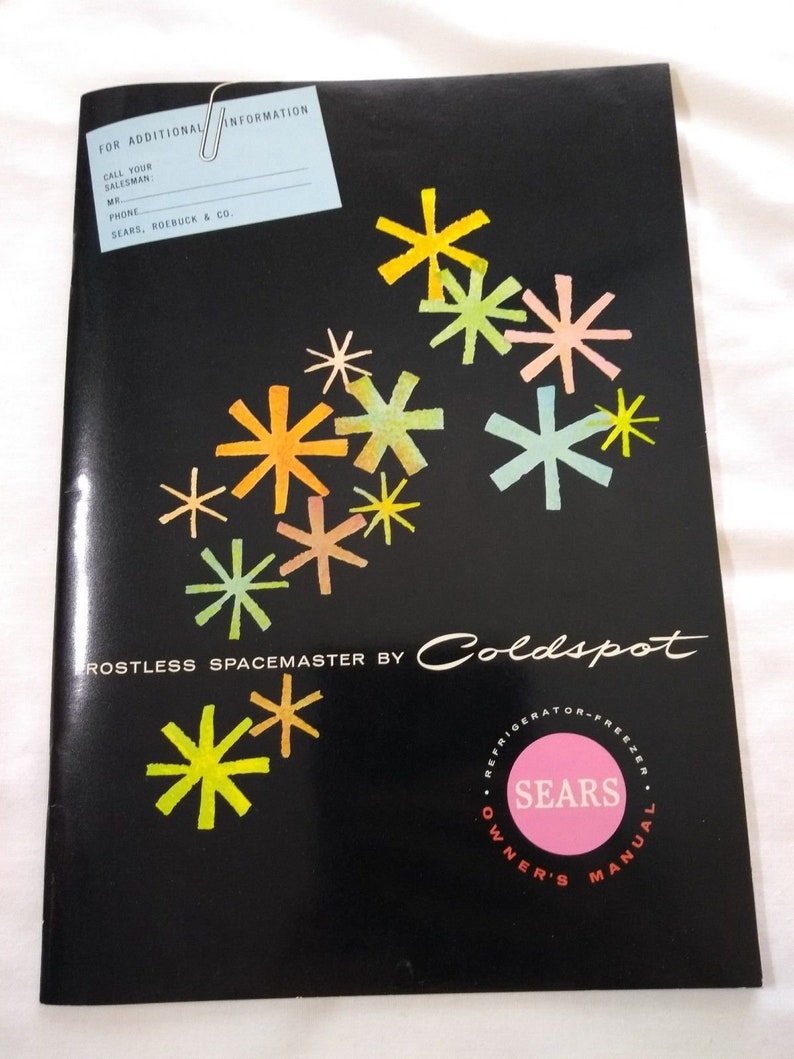 FOR ADDITIONAL INFORMATION
CALL YOUR
SALESMAN:
MR.
PHONE
SEARS, ROEBUCK & CO.
ROSTLESS SPACEMASTER BY Coldspot
• REFRIGERATOR-FREEZER •
SEARS
OWNER'S MANUAL